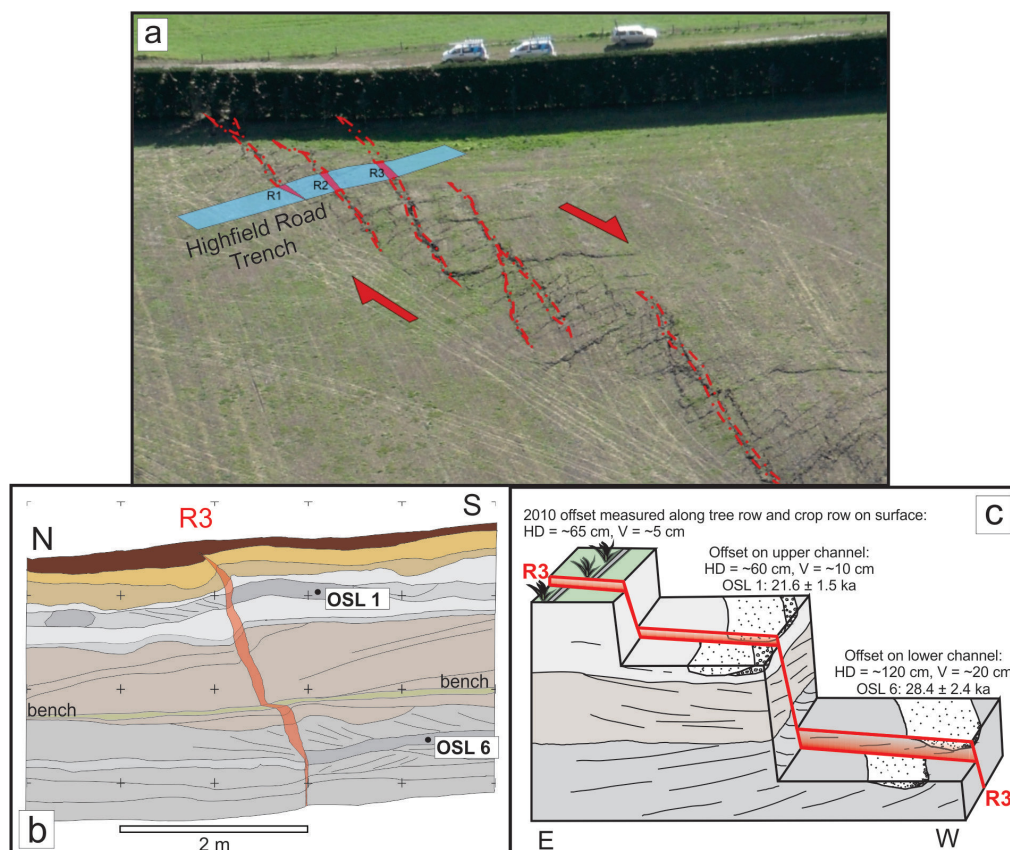 a
R1
R2
R3
Highfield Road
Trench
N
R3
S
OSL 1
bench
bench
OSL 6
b
2 m
c
2010 offset measured along tree row and crop row on surface:
HD = ~65 cm, V = ~5 cm
Offset on upper channel:
HD = ~60 cm, V = ~10 cm
OSL 1: 21.6 ± 1.5 ka
R3
Offset on lower channel:
HD = ~120 cm, V = ~20 cm
OSL 6: 28.4 ± 2.4 ka
R3
E
W